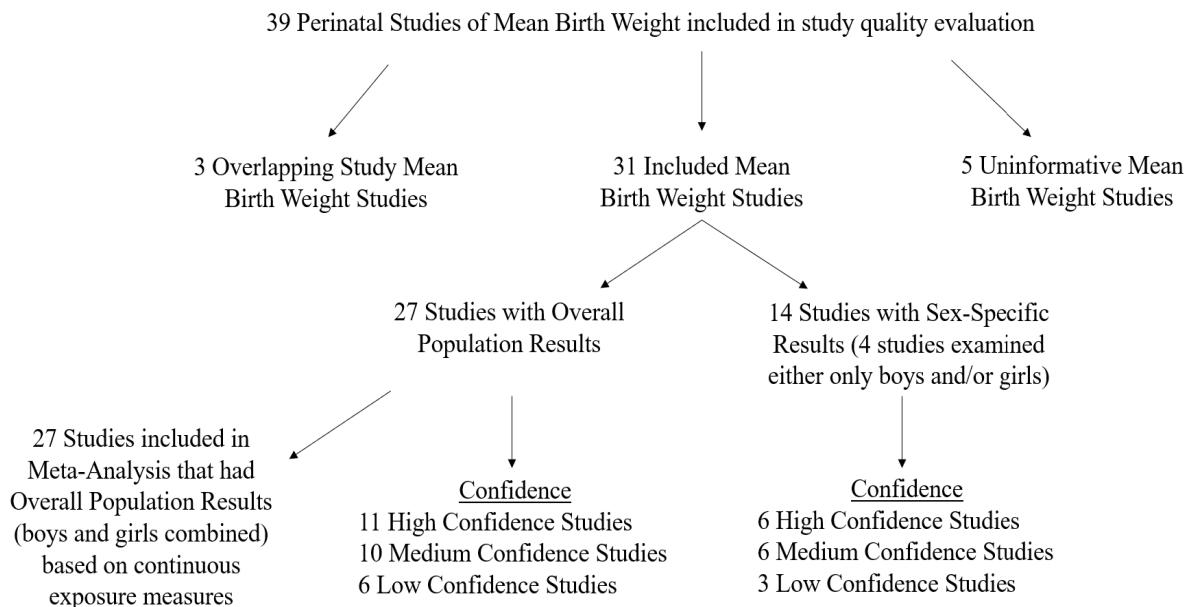 39 Perinatal Studies of Mean Birth Weight included in study quality evaluation
3 Overlapping Study Mean
Birth Weight Studies
31 Included Mean
Birth Weight Studies
5 Uninformative Mean
Birth Weight Studies
27 Studies with Overall
Population Results
14 Studies with Sex-Specific
Results (4 studies examined
either only boys and/or girls)
27 Studies included in
Meta-Analysis that had
Overall Population Results
(boys and girls combined)
based on continuous
exposure measures
Confidence
11 High Confidence Studies
10 Medium Confidence Studies
6 Low Confidence Studies
Confidence
6 High Confidence Studies
6 Medium Confidence Studies
3 Low Confidence Studies